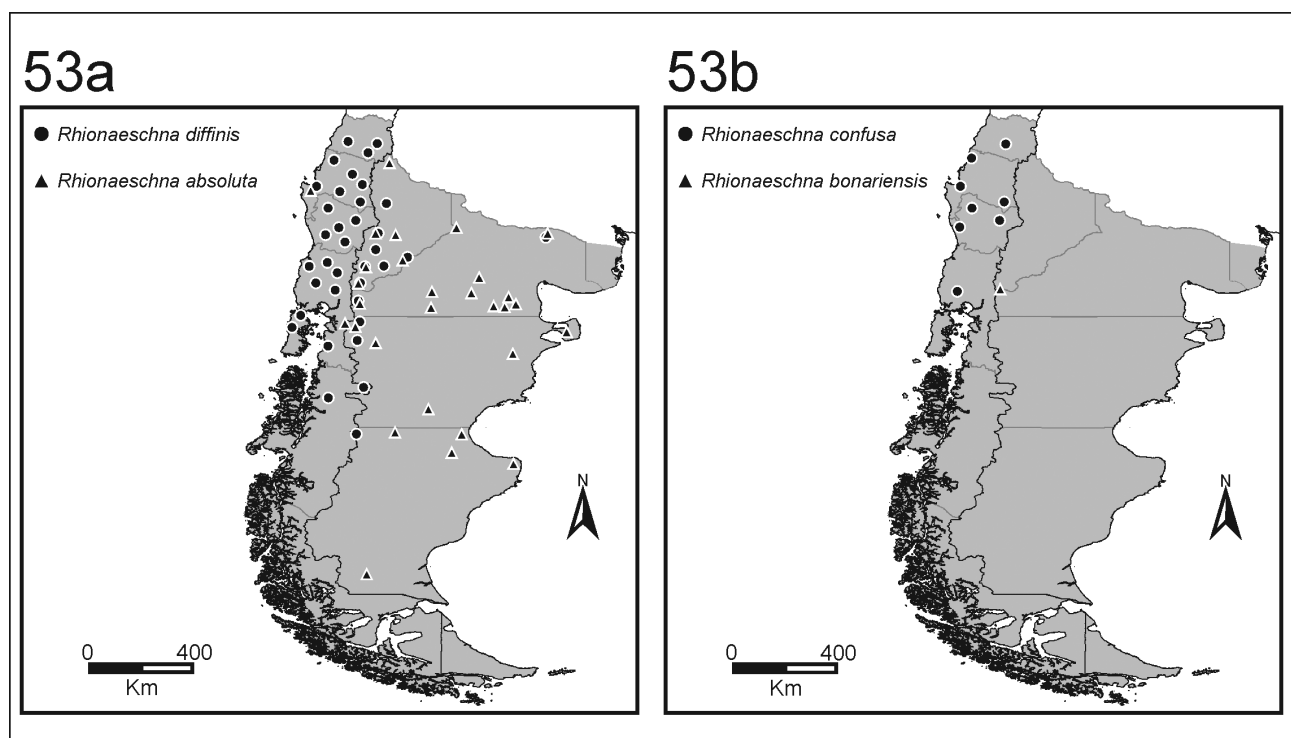 53a
Rhionaeschna diffinis
Rhionaeschna absoluta
N
0 400
Km
53b
Rhionaeschna confusa
Rhionaeschna bonariensis
N
0 400
Km